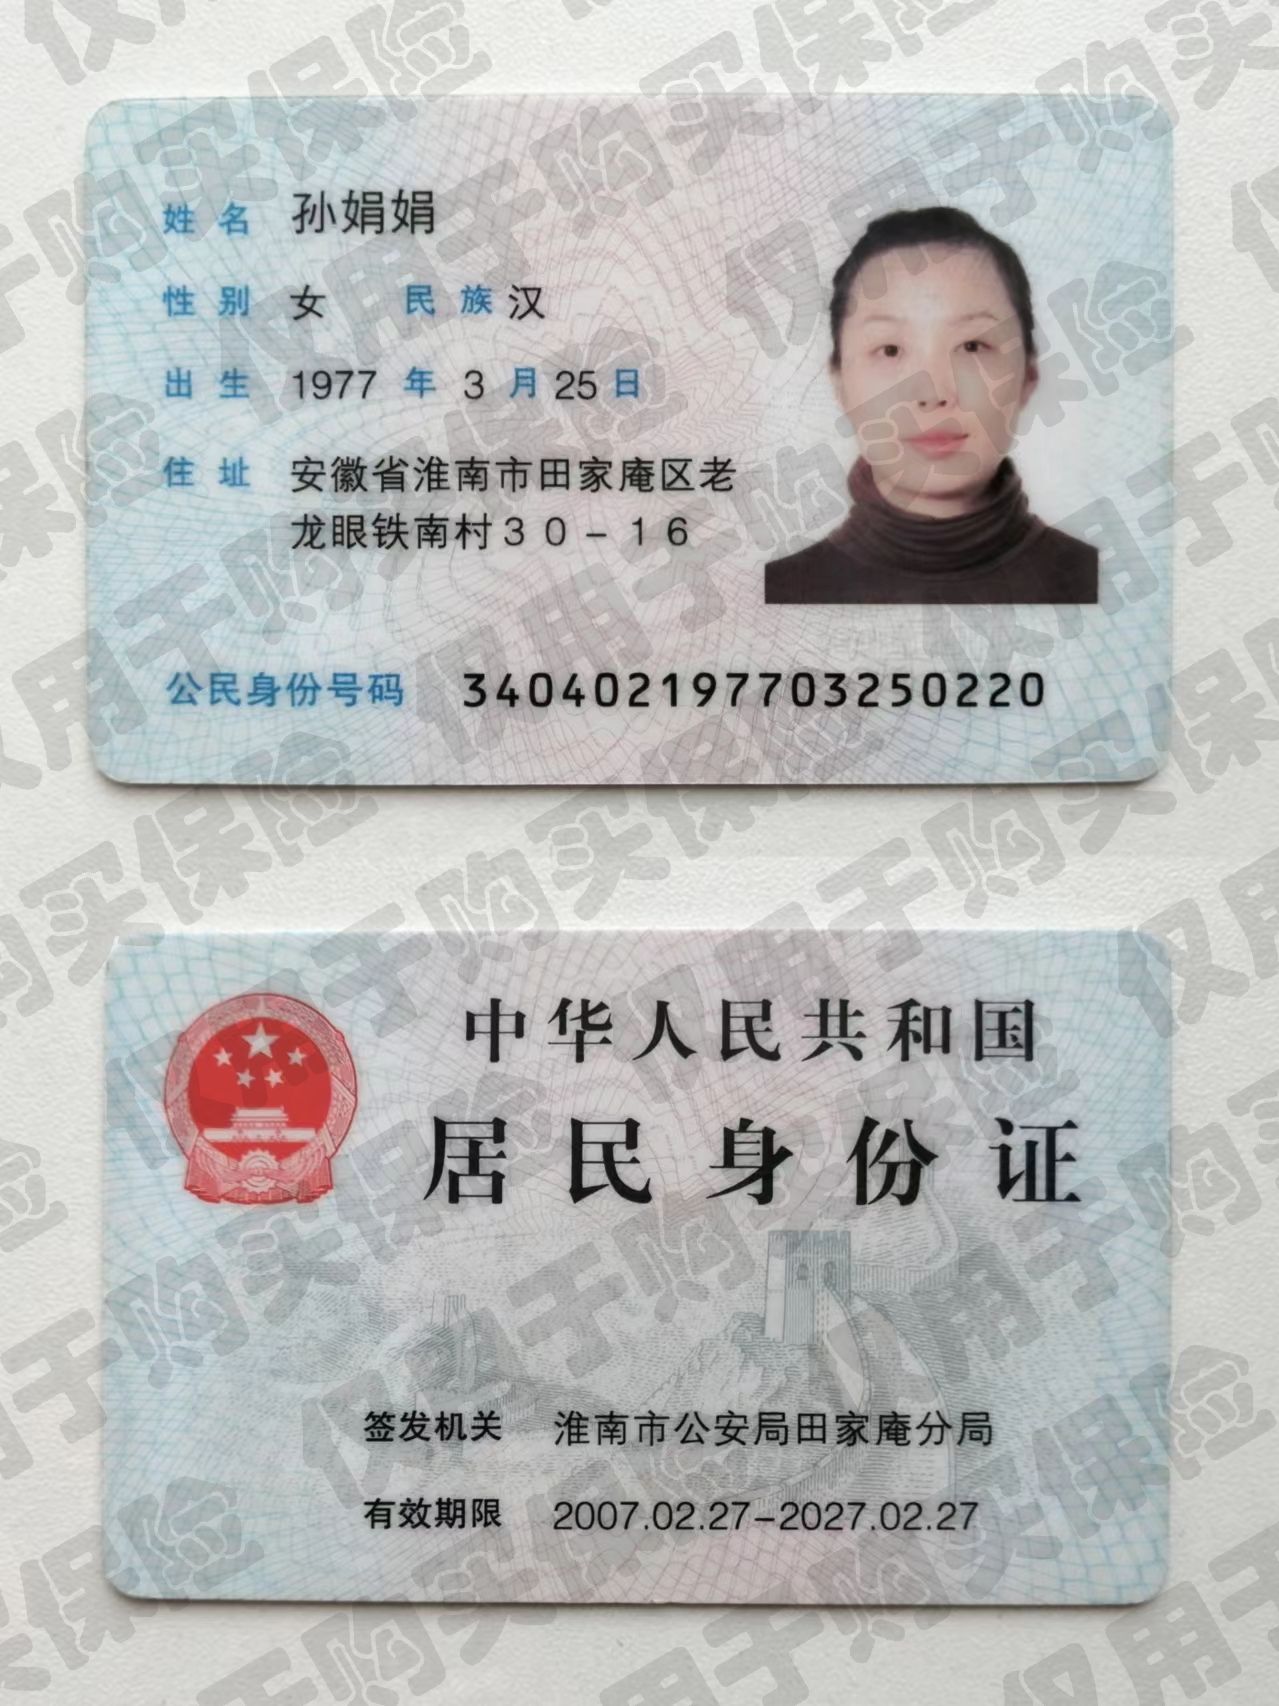 姓名 孙娟娟
性别 女 民族 汉
出生 1977 年 3 月 25 日
住址 安徽省淮南市田家庵区老
龙眼铁南村30-16
公民身份号码 340402197703250220
中华人民共和国
居民身份证
签发机关 淮南市公安局田家庵分局
有效期限 2007.02.27-2027.02.27
仅用于购买保险